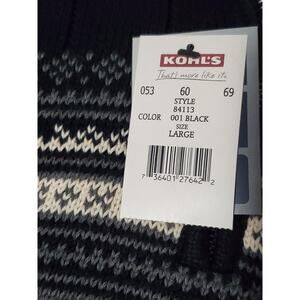 KOHL'S
That's more like it.
053 60 69
STYLE
84113
COLOR 001 BLACK
SIZE
LARGE
7 36401 27642 2